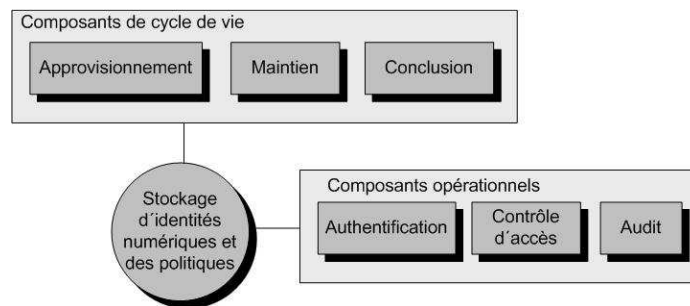 Composants de cycle de vie
Approvisionnement
Maintien
Conclusion
Stockage
d´identités
numériques et
des politiques
Composants opérationnels
Authentification
Contrôle
d´accès
Audit